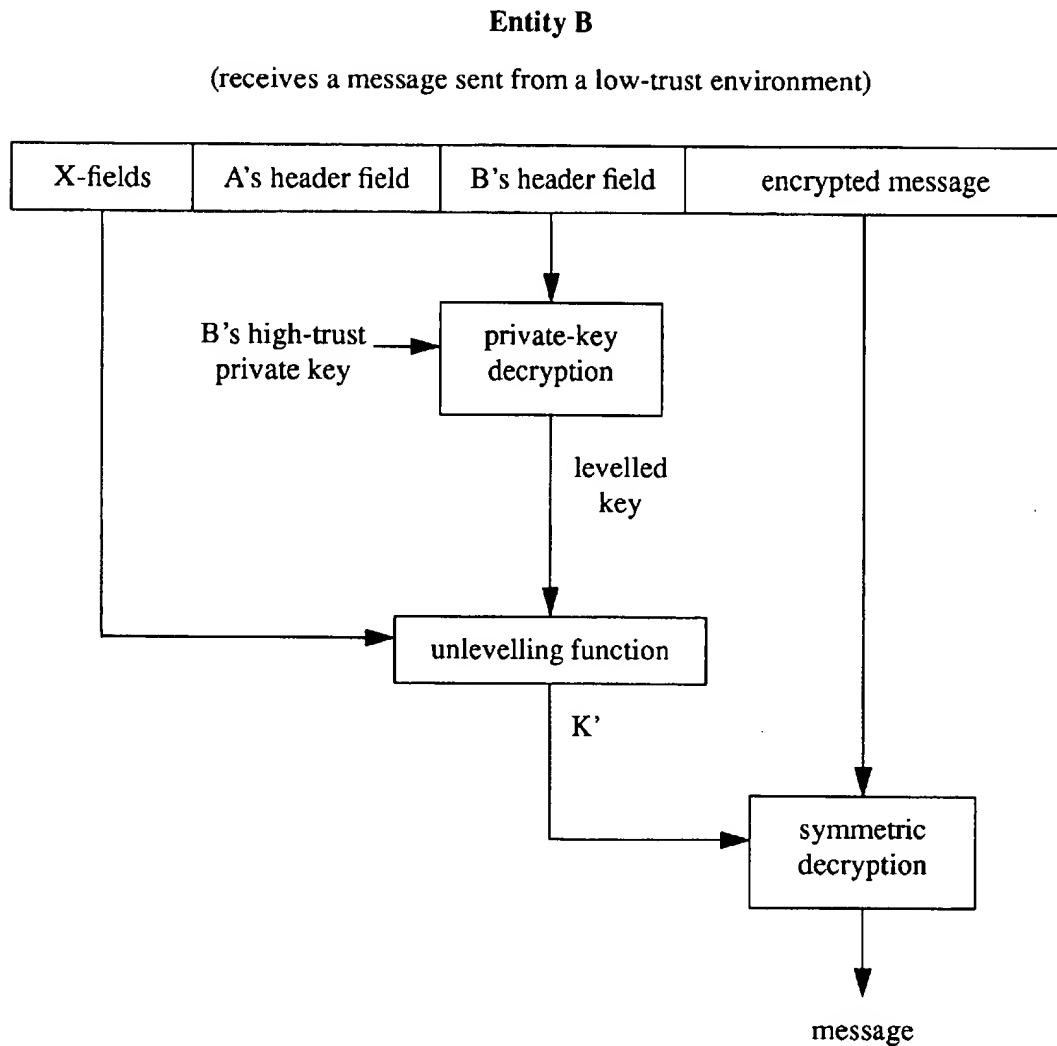 Entity B
(receives a message sent from a low-trust environment)
X-fields
A's header field
B's header field
encrypted message
B's high-trust
private key
private-key
decryption
levelled
key
unlevelling function
K'
symmetric
decryption
message